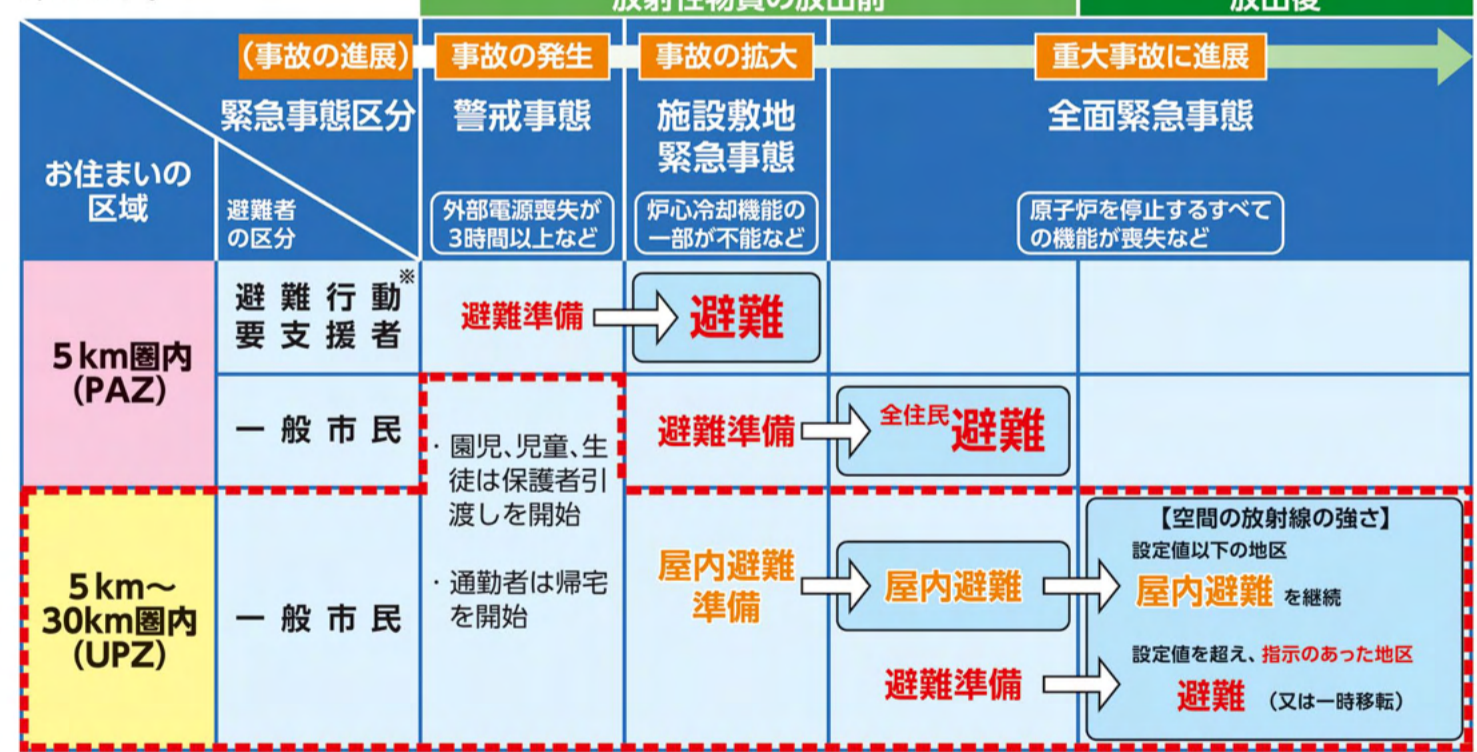 放射性物質の放出前
放出後
(事故の進展)
事故の発生
事故の拡大
重大事故に進展
緊急事態区分
警戒事態
施設敷地
緊急事態
全面緊急事態
お住まいの
区域
避難者
の区分
外部電源喪失が
3時間以上など
炉心冷却機能の
一部が不能など
原子炉を停止するすべて
の機能が喪失など
5km圏内
(PAZ)
避難行動※
要支援者
避難準備
避難
一般市民
・園児、児童、生
徒は保護者引
渡しを開始
・通勤者は帰宅
を開始
避難準備
全住民避難
5km〜
30km圏内
(UPZ)
一般市民
屋内避難
準備
屋内避難
避難準備
【空間の放射線の強さ】
設定値以下の地区
屋内避難 を継続
設定値を超え、指示のあった地区
避難 (又は一時移転)